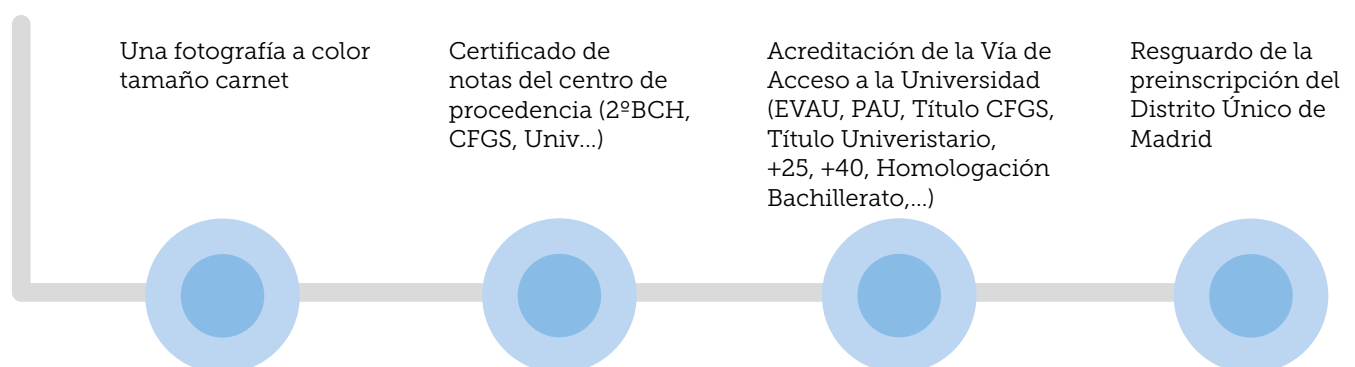 Una fotografía a color
tamaño carnet
Certificado de
notas del centro de
procedencia (2ºBCH,
CFGS, Univ...)
Acreditación de la Vía de
Acceso a la Universidad
(EVAU, PAU, Título CFGS,
Título Univeristario,
+25, +40, Homologación
Bachillerato,...)
Resguardo de la
preinscripción del
Distrito Único de
Madrid